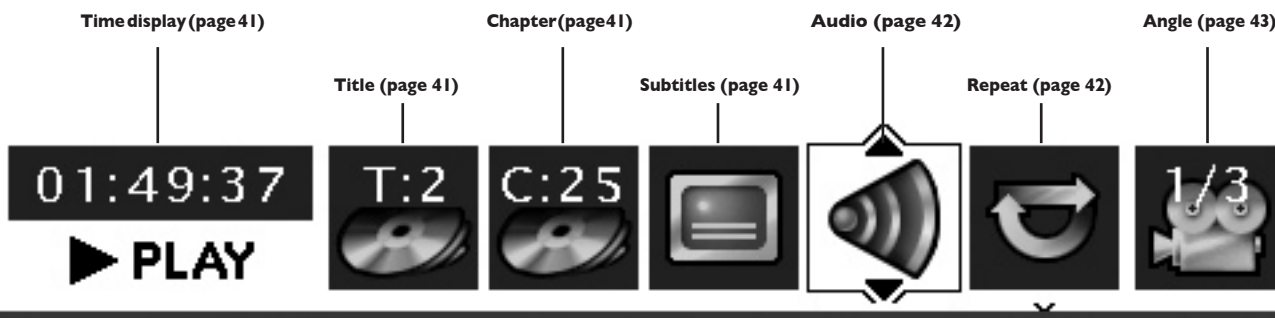 Time display (page 41) Chapter (page 41) Audio (page 42) Angle (page 43)
Title (page 41) Subtitles (page 41) Repeat (page 42)
01:49:37 T:2 C:25 1/3
PLAY